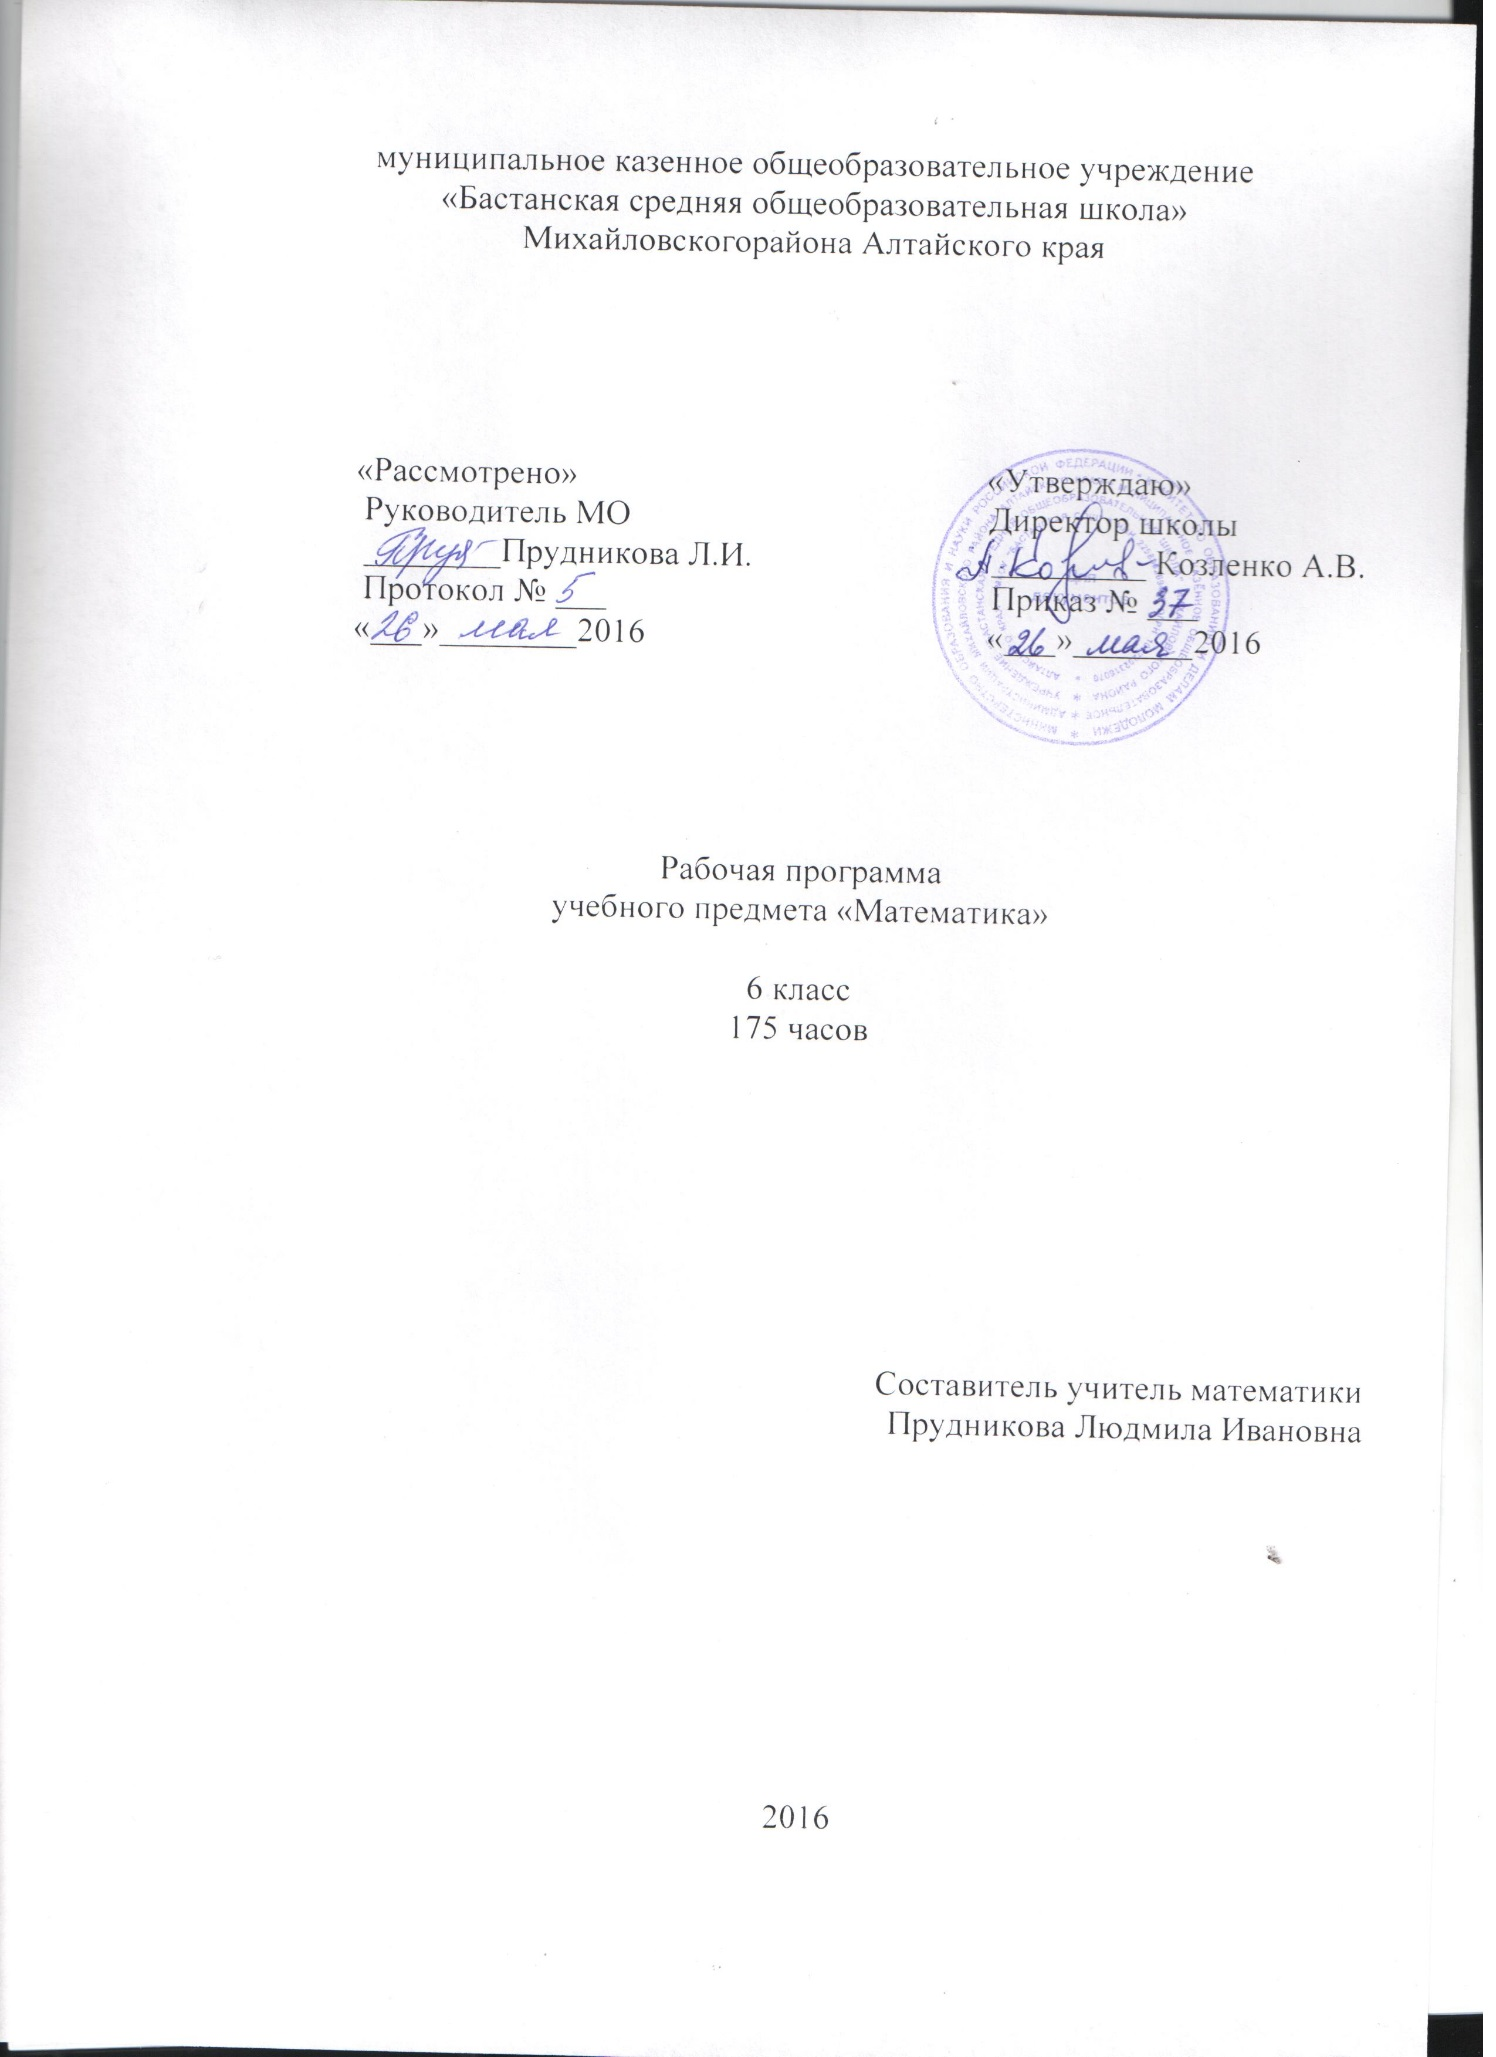 муниципальное казенное общеобразовательное учреждение
«Бастанская средняя общеобразовательная школа»
Михайловскогорайона Алтайского края
«Рассмотрено»
Руководитель МО
Прудникова Л.И.
Протокол № 5
«26» мая 2016
«Утверждаю»
Директор школы
Козленко А.В.
Приказ № 37
«26» мая 2016
Рабочая программа
учебного предмета «Математика»
6 класс
175 часов
Составитель учитель математики
Прудникова Людмила Ивановна
2016